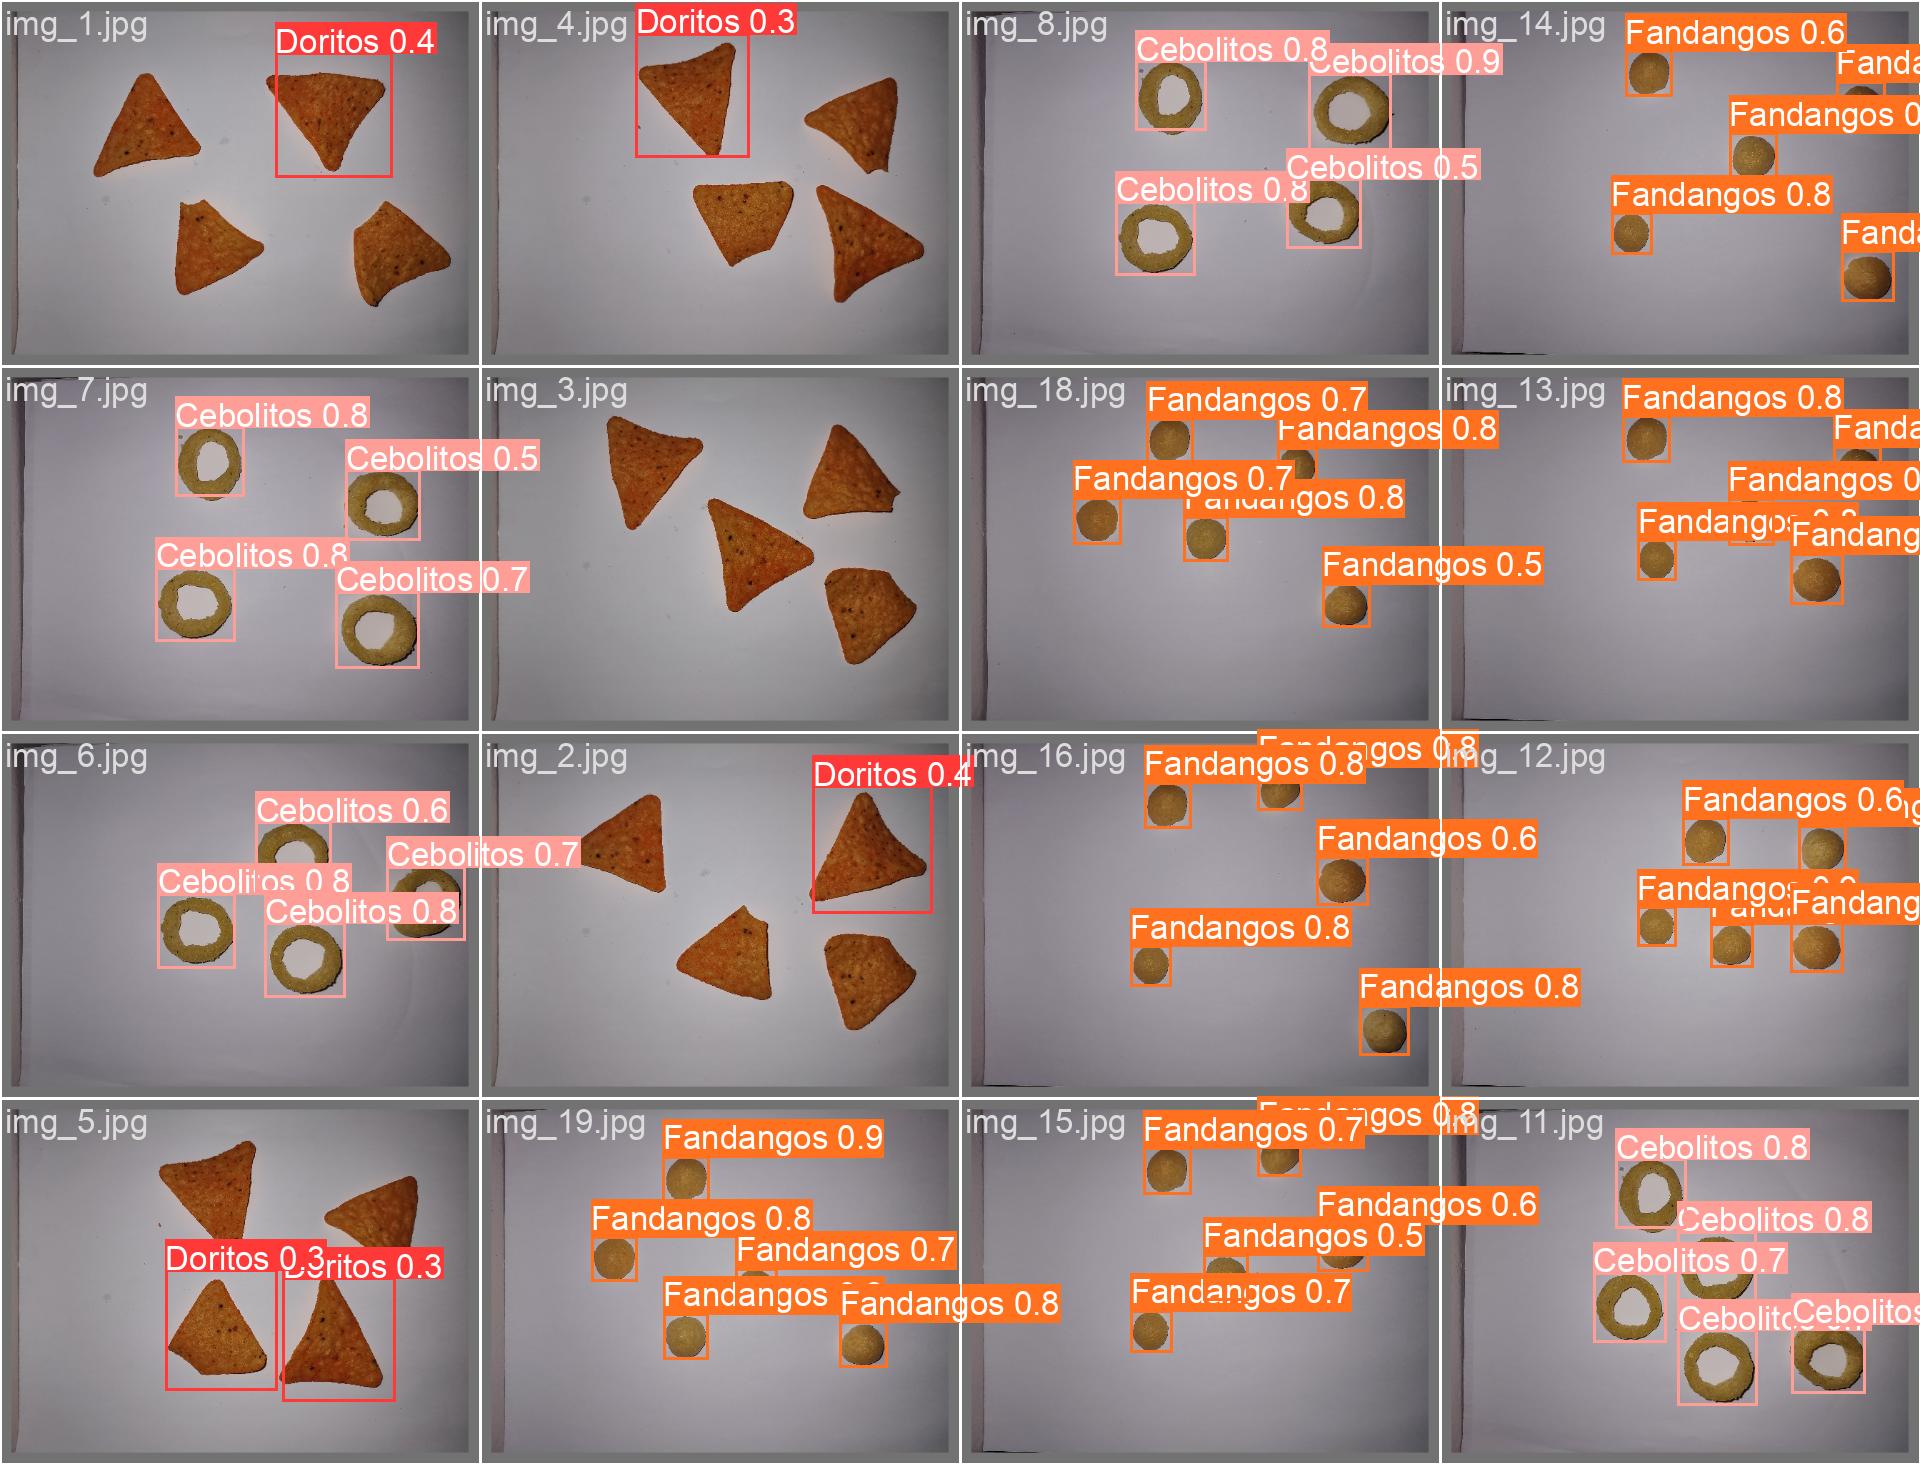 img_1.jpg
Doritos 0.4
img_4.jpg
Doritos 0.3
img_8.jpg
Cebolitos 0.8
Cebolitos 0.9
Cebolitos 0.8
Cebolitos 0.5
img_14.jpg
Fandangos 0.6
Fanda
Fandangos 0
Fandangos 0.8
Fanda
img_7.jpg
Cebolitos 0.8
Cebolitos 0.5
Cebolitos 0.8
Cebolitos 0.7
img_3.jpg
img_18.jpg
Fandangos 0.7
Fandangos 0.8
Fandangos 0.7
Fandangos 0.8
Fandangos 0.5
img_13.jpg
Fandangos 0.8
Fanda
Fandangos 0
Fandangos
Fandang
img_6.jpg
Cebolitos 0.6
Cebolitos 0.7
Cebolitos 0.8
Cebolitos 0.8
img_2.jpg
Doritos 0.4
img_16.jpg
Fandangos 0.8
Fandangos 0.8
Fandangos 0.6
Fandangos 0.8
Fandangos 0.8
img_12.jpg
Fandangos 0.6
Fandangos
Fandang
img_5.jpg
Doritos 0.3
Doritos 0.3
img_19.jpg
Fandangos 0.9
Fandangos 0.8
Fandangos 0.7
Fandangos
Fandangos 0.8
img_15.jpg
Fandangos 0.7
Fandangos 0.8
Fandangos 0.6
Fandangos 0.5
Fandangos 0.7
img_11.jpg
Cebolitos 0.8
Cebolitos 0.8
Cebolitos 0.7
Cebolitos
Cebolitos